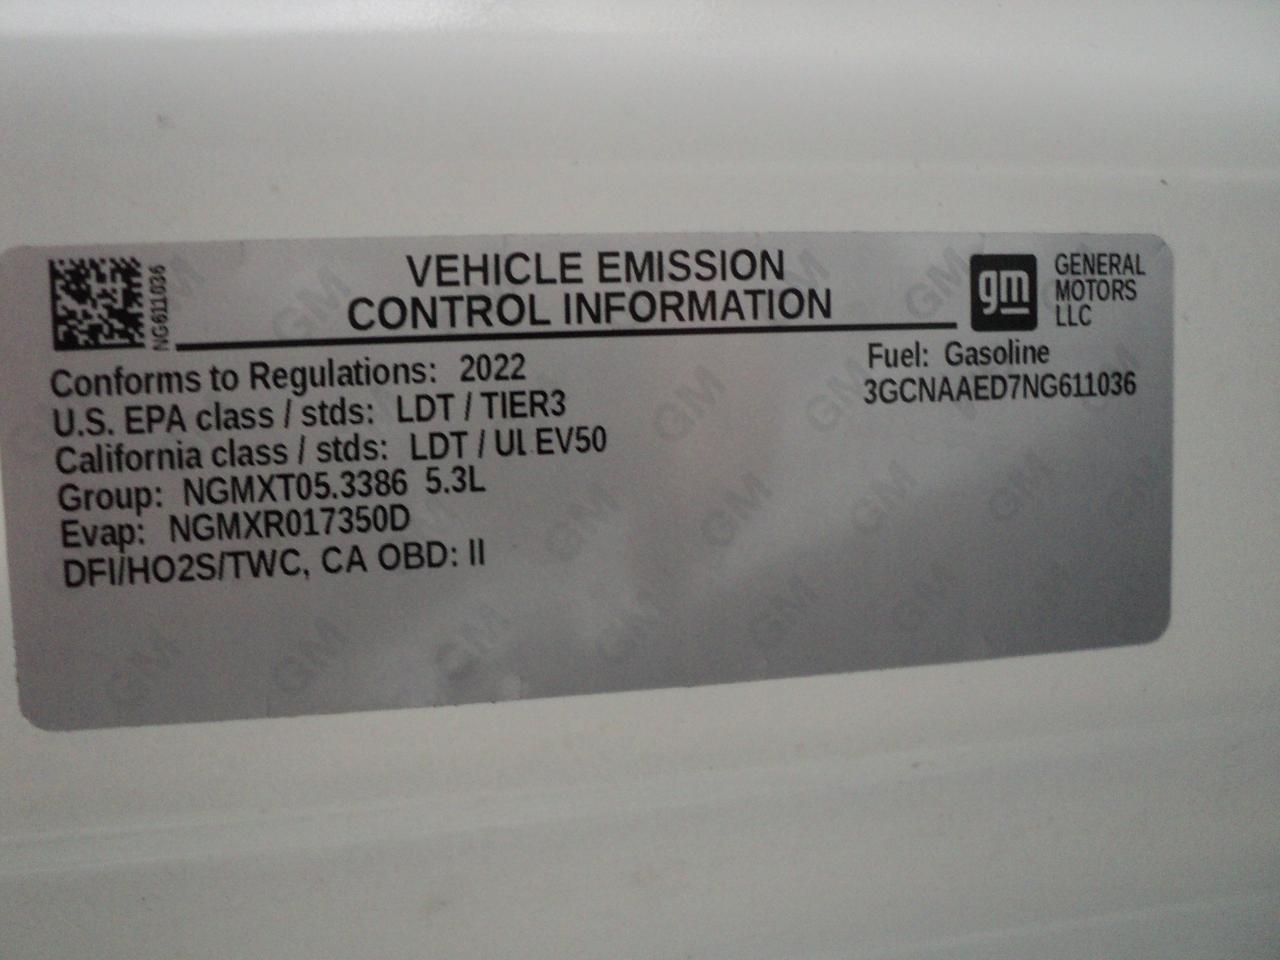 NG611036
VEHICLE EMISSION
CONTROL INFORMATION
gm
GENERAL
MOTORS
LLC
Conforms to Regulations: 2022
U.S. EPA class / stds: LDT / TIER3
California class / stds: LDT / ULEV50
Group: NGMXT05.3386 5.3L
Evap: NGMXR017350D
DFI/HO2S/TWC, CA OBD: II
Fuel: Gasoline
3GCNAAED7NG611036